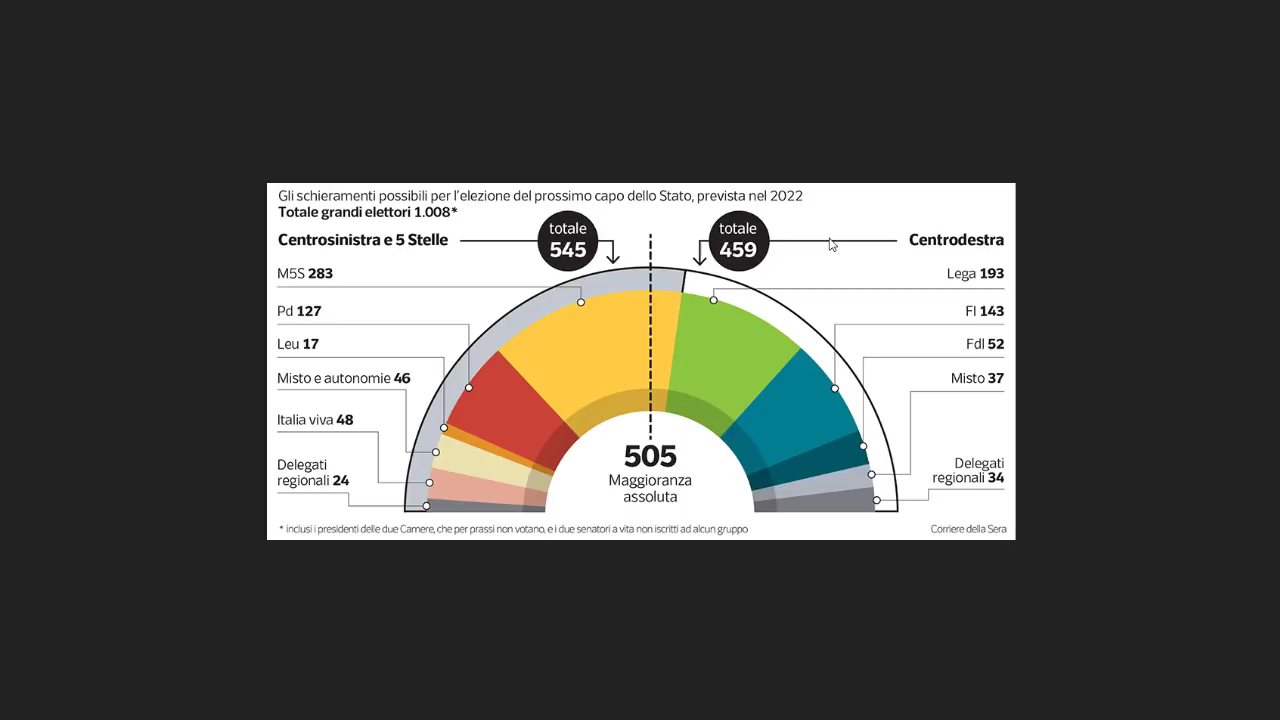 Gli schieramenti possibili per l'elezione del prossimo capo dello Stato, prevista nel 2022
Totale grandi elettori 1.008*
Centrosinistra e 5 Stelle
totale
545
totale
459
Centrodestra
M5S 283
Pd 127
Leu 17
Misto e autonomie 46
Italia viva 48
Delegati
regionali 24
Lega 193
FI 143
FdI 52
Misto 37
Delegati
regionali 34
505
Maggioranza
assoluta
* inclusi i presidenti delle due Camere, che per prassi non votano, e i due senatori a vita non iscritti ad alcun gruppo
Corriere della Sera